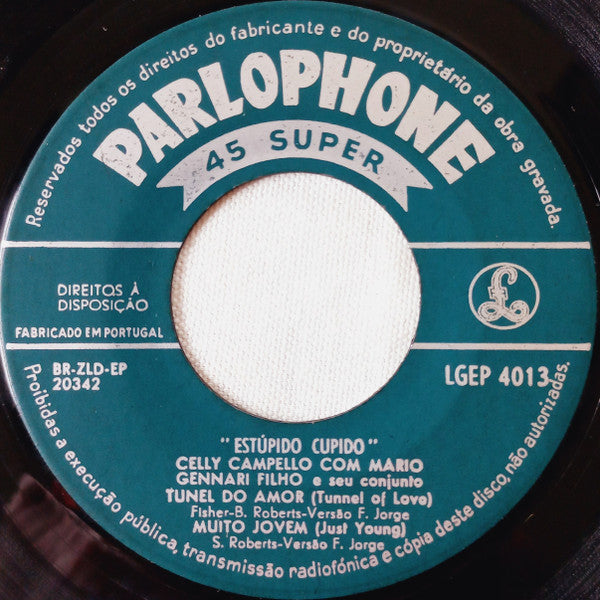 Reservados todos os direitos do fabricante e do proprietário da obra gravada.
PARLOPHONE
45 SUPER
DIREITOS À
DISPOSIÇÃO
FABRICADO EM PORTUGAL
£
BR-ZLD-EP
20342
LGEP 4013
"ESTÚPIDO CUPIDO"
CELLY CAMPELLO COM MARIO
GENNARI FILHO e seu conjunto
TUNEL DO AMOR (Tunnel of Love)
Fisher-B. Roberts-Versão F. Jorge
MUITO JOVEM (Just Young)
S. Roberts-Versão F. Jorge
Proibidas a execução pública, transmissão radiofónica e cópia deste disco, não autorizadas.